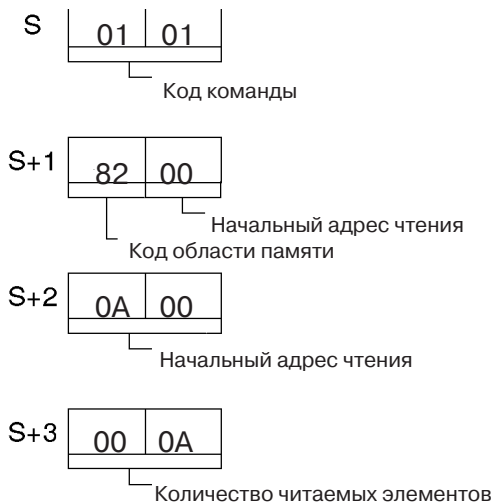 S 01 01
Код команды
S+1 82 00
Начальный адрес чтения
Код области памяти
S+2 0A 00
Начальный адрес чтения
S+3 00 0A
Количество читаемых элементов